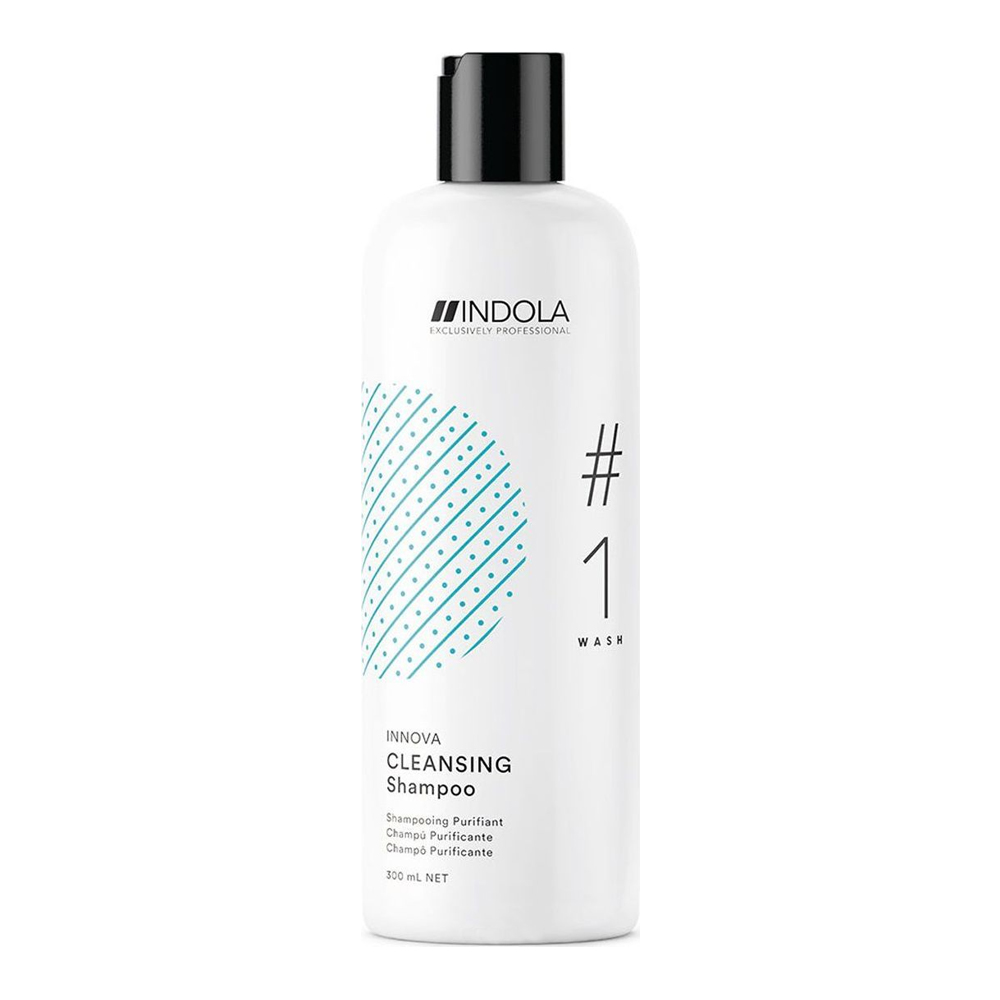 INDOLA
EXCLUSIVELY PROFESSIONAL
#
1
WASH
INNOVA
CLEANSING
Shampoo
Shampooing Purifiant
Champú Purificante
Champô Purificante
300 mL NET